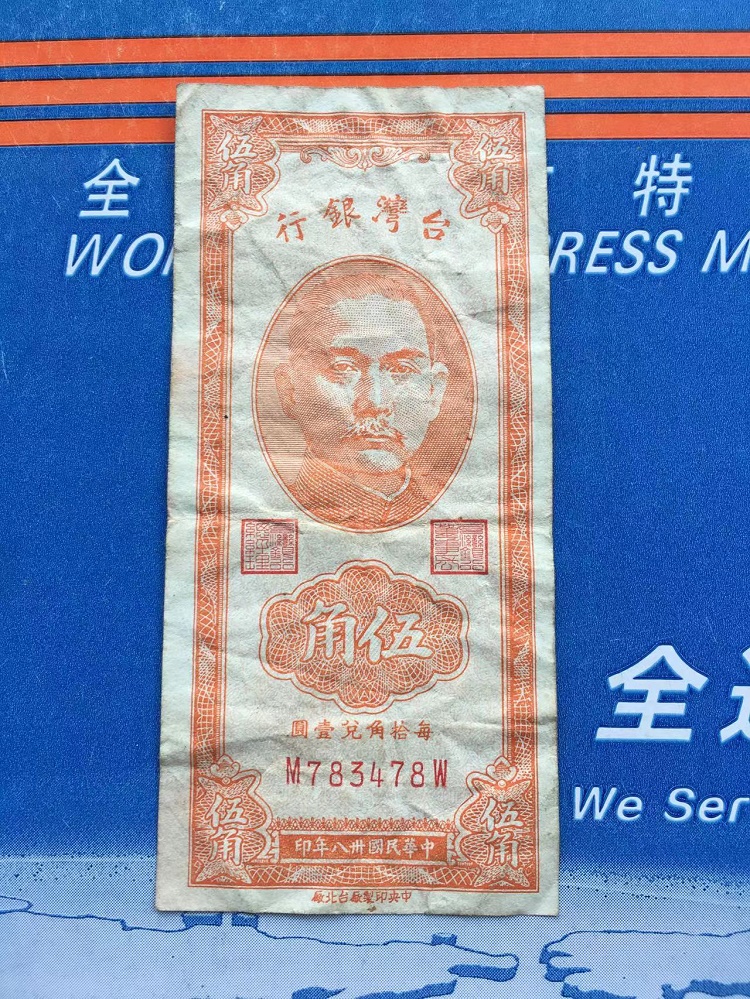 伍角 伍角
全 特
台灣銀行
WO RESS M
伍角
全
每拾角兌壹圓
M783478W
We Ser
伍角 伍角
中華民國卅八年印
中央印製廠台北廠